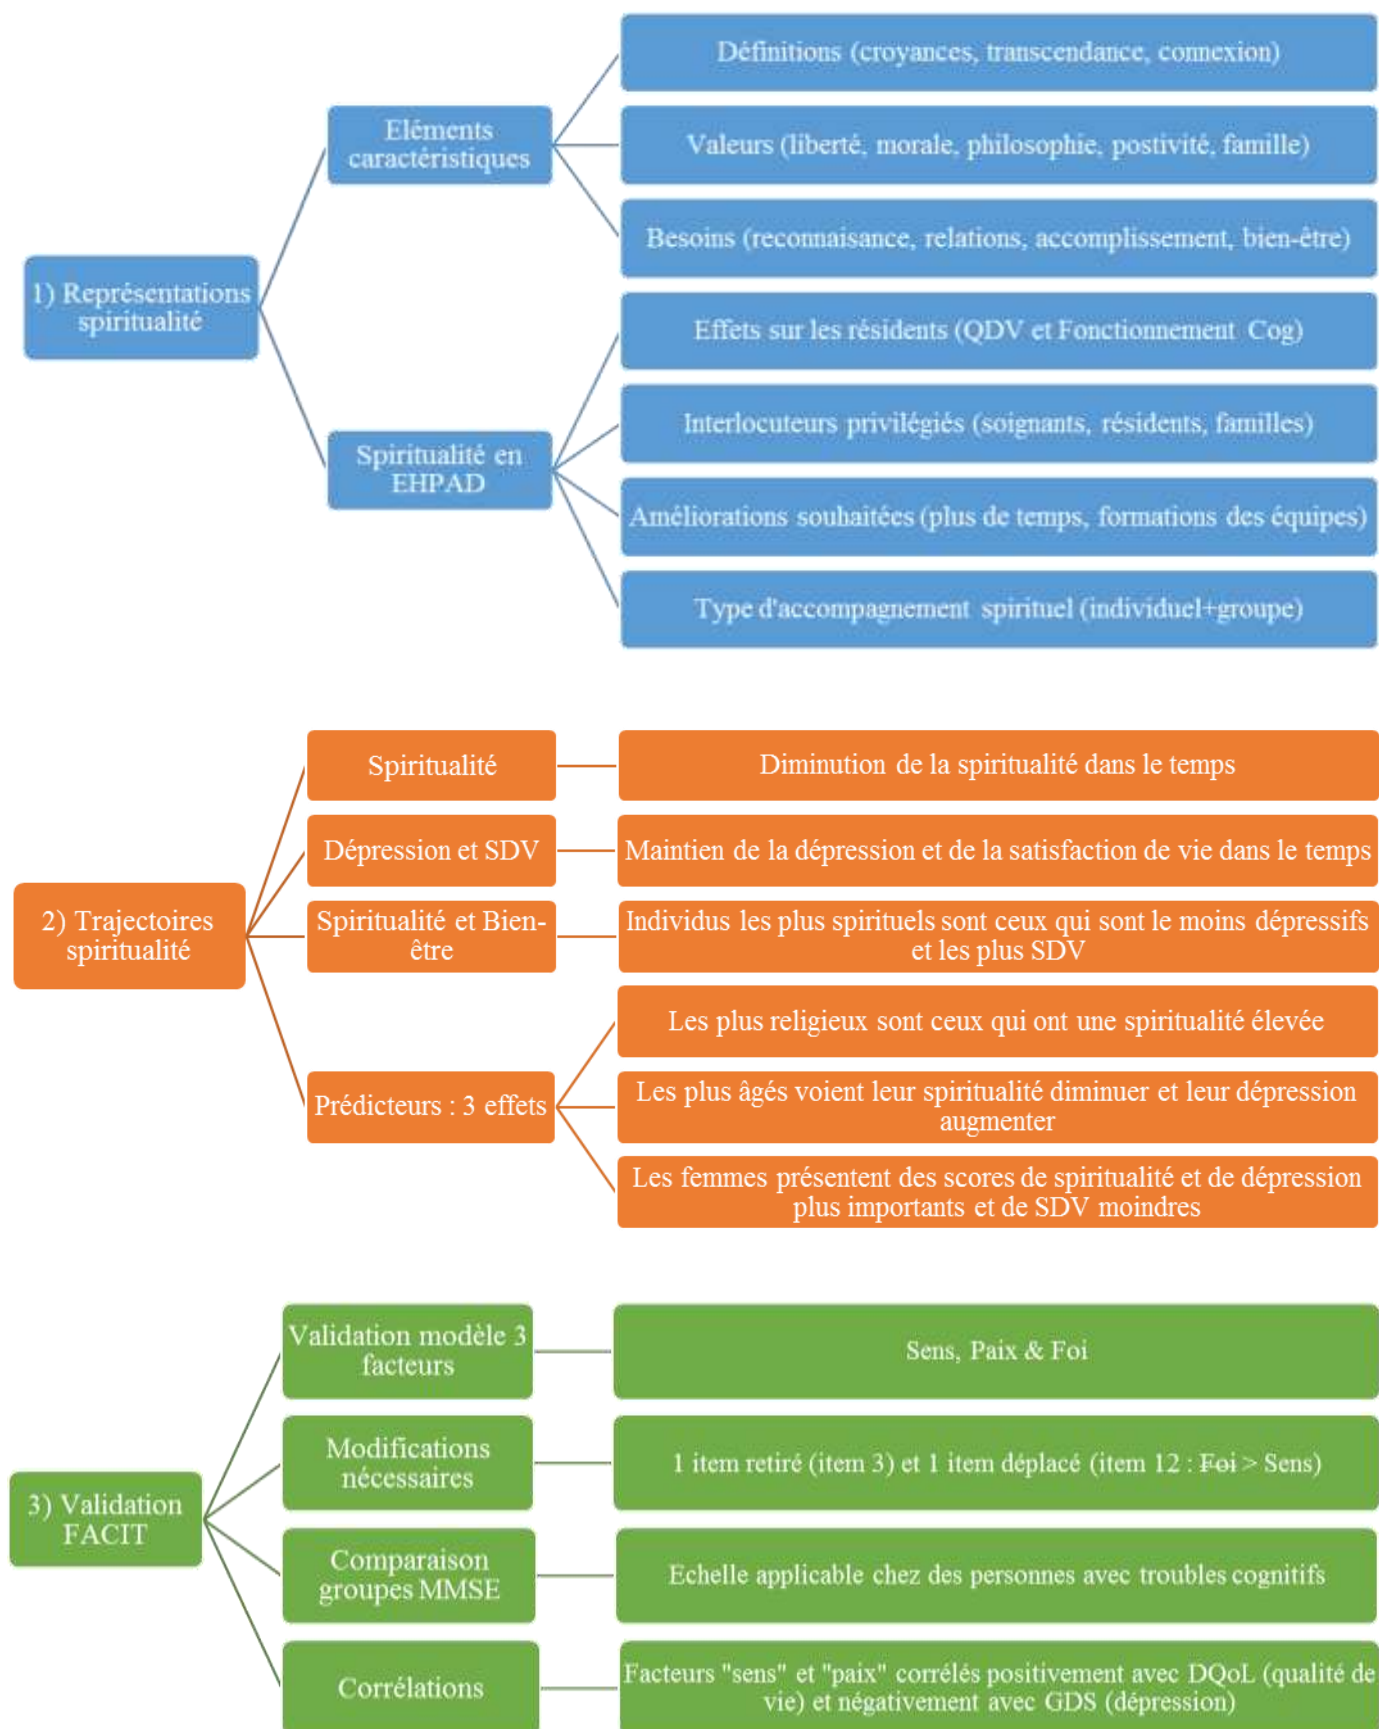 1) Représentations
spiritualité
Eléments
caractéristiques
Définitions (croyances, transcendance, connexion)
Valeurs (liberté, morale, philosophie, postivité, famille)
Besoins (reconnaisance, relations, accomplissement, bien-être)
Spiritualité en
EHPAD
Effets sur les résidents (QDV et Fonctionnement Cog)
Interlocuteurs privilégiés (soignants, résidents, familles)
Améliorations souhaitées (plus de temps, formations des équipes)
Type d'accompagnement spirituel (individuel+groupe)
2) Trajectoires
spiritualité
Spiritualité
Diminution de la spiritualité dans le temps
Dépression et SDV
Maintien de la dépression et de la satisfaction de vie dans le temps
Spiritualité et Bien-
être
Individus les plus spirituels sont ceux qui sont le moins dépressifs
et les plus SDV
Prédicteurs : 3 effets
Les plus religieux sont ceux qui ont une spiritualité élevée
Les plus âgés voient leur spiritualité diminuer et leur dépression
augmenter
Les femmes présentent des scores de spiritualité et de dépression
plus importants et de SDV moindres
3) Validation
FACIT
Validation modèle 3
facteurs
Sens, Paix & Foi
Modifications
nécessaires
1 item retiré (item 3) et 1 item déplacé (item 12 : Foi > Sens)
Comparaison
groupes MMSE
Echelle applicable chez des personnes avec troubles cognitifs
Corrélations
Facteurs "sens" et "paix" corrélés positivement avec DQoL (qualité de
vie) et négativement avec GDS (dépression)